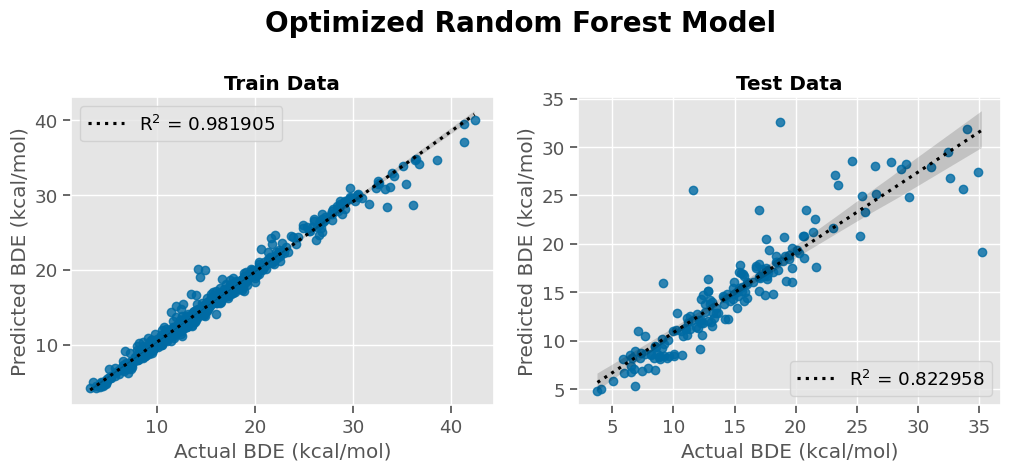 Optimized Random Forest Model
Train Data
R² = 0.981905
Predicted BDE (kcal/mol)
40
30
20
10
10 20 30 40
Actual BDE (kcal/mol)
Test Data
Predicted BDE (kcal/mol)
35
30
25
20
15
10
5
R² = 0.822958
5 10 15 20 25 30 35
Actual BDE (kcal/mol)